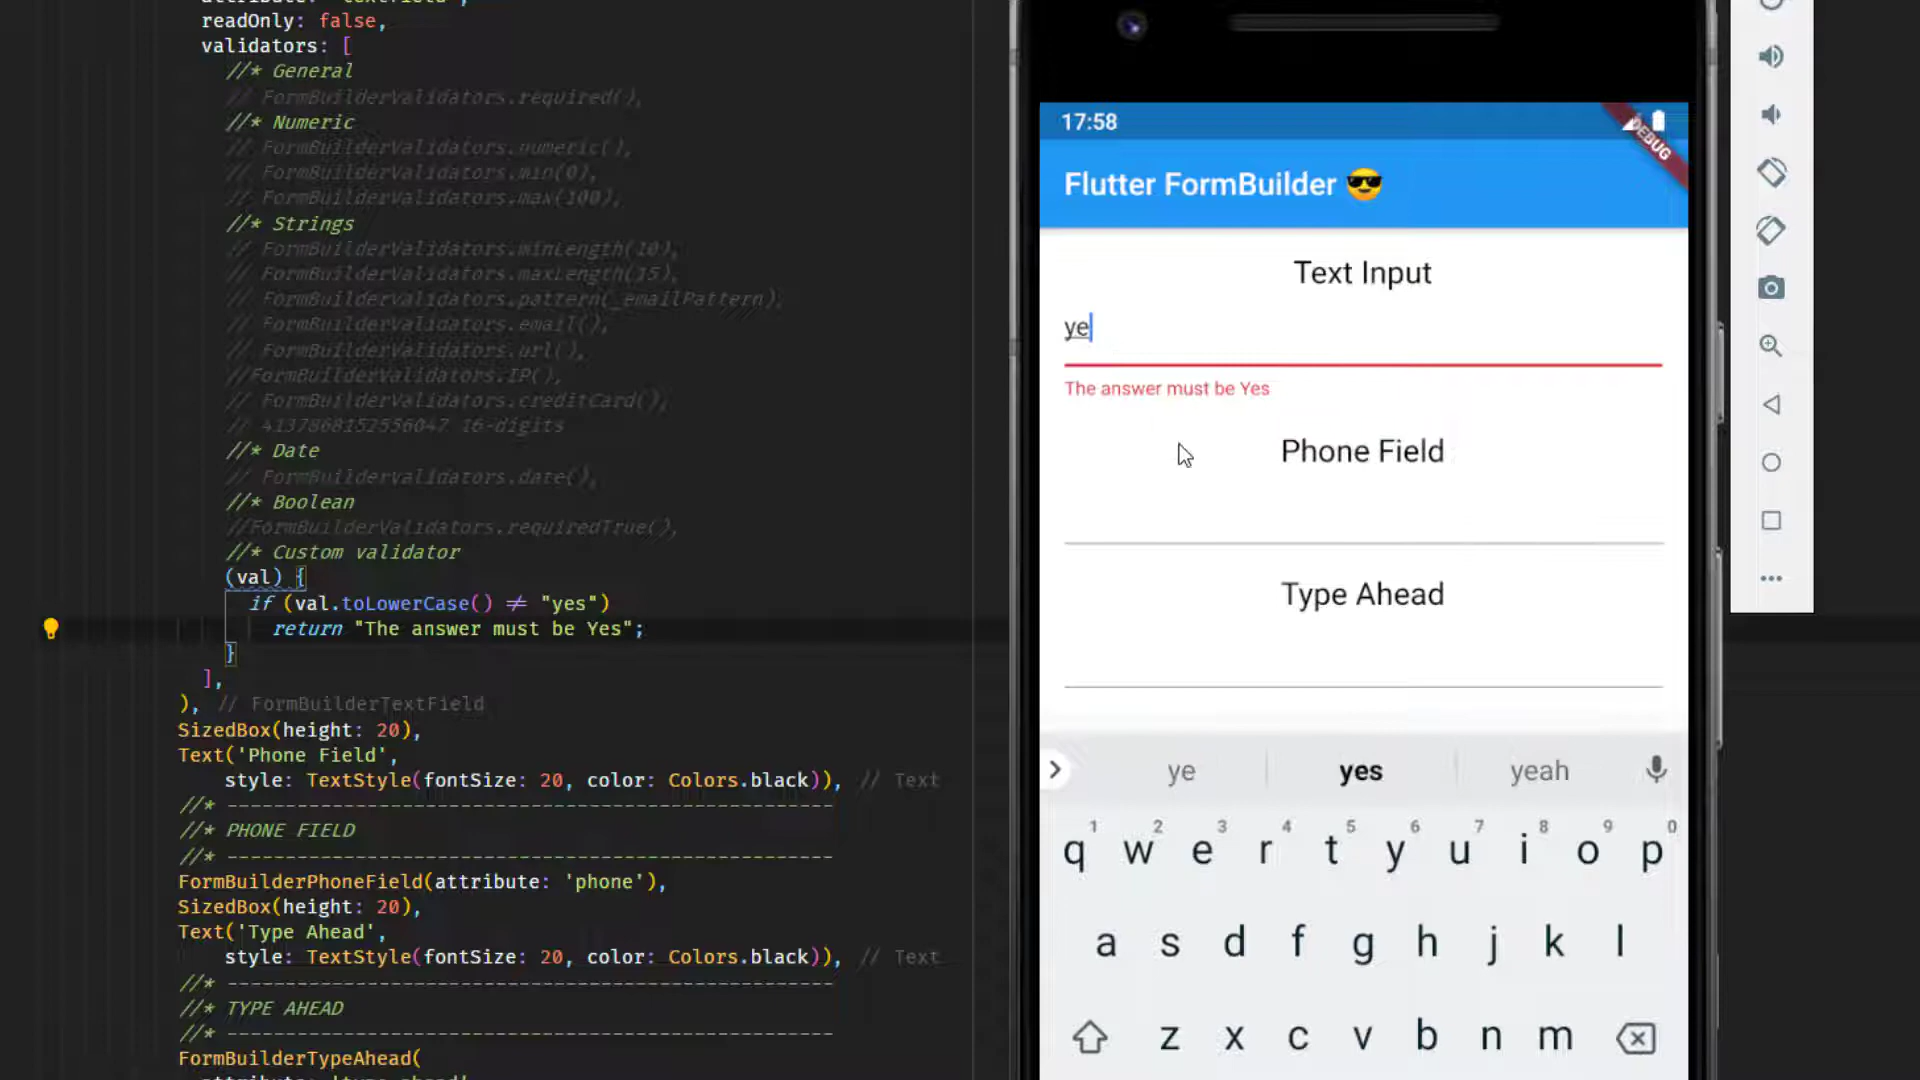 readOnly: false,
validators: [
//* General
// FormBuilderValidators.required(),
//* Numeric
// FormBuilderValidators.numeric(),
// FormBuilderValidators.min(0),
// FormBuilderValidators.max(100),
//* Strings
// FormBuilderValidators.minLength(10),
// FormBuilderValidators.maxLength(15),
// FormBuilderValidators.pattern(_emailPattern),
// FormBuilderValidators.email(),
// FormBuilderValidators.url(),
//FormBuilderValidators.IP(),
// FormBuilderValidators.creditCard(),
// 4137868152556047 16-digits
//* Date
// FormBuilderValidators.date(),
//* Boolean
//FormBuilderValidators.requiredTrue(),
//* Custom validator
(val) {
if (val.toLowerCase() ≠ "yes")
return "The answer must be Yes";
}
],
), // FormBuilderTextField
SizedBox(height: 20),
Text('Phone Field',
style: TextStyle(fontSize: 20, color: Colors.black)), // Text
//* ----------------------------------------------------
//* PHONE FIELD
//* ----------------------------------------------------
FormBuilderPhoneField(attribute: 'phone'),
SizedBox(height: 20),
Text('Type Ahead',
style: TextStyle(fontSize: 20, color: Colors.black)), // Text
//* ----------------------------------------------------
//* TYPE AHEAD
//* ----------------------------------------------------
FormBuilderTypeAhead(
17:58
DEBUG
Flutter FormBuilder 😎
Text Input
ye
The answer must be Yes
Phone Field
Type Ahead
ye yes yeah
1 2 3 4 5 6 7 8 9 0
q w e r t y u i o p
a s d f g h j k l
z x c v b n m